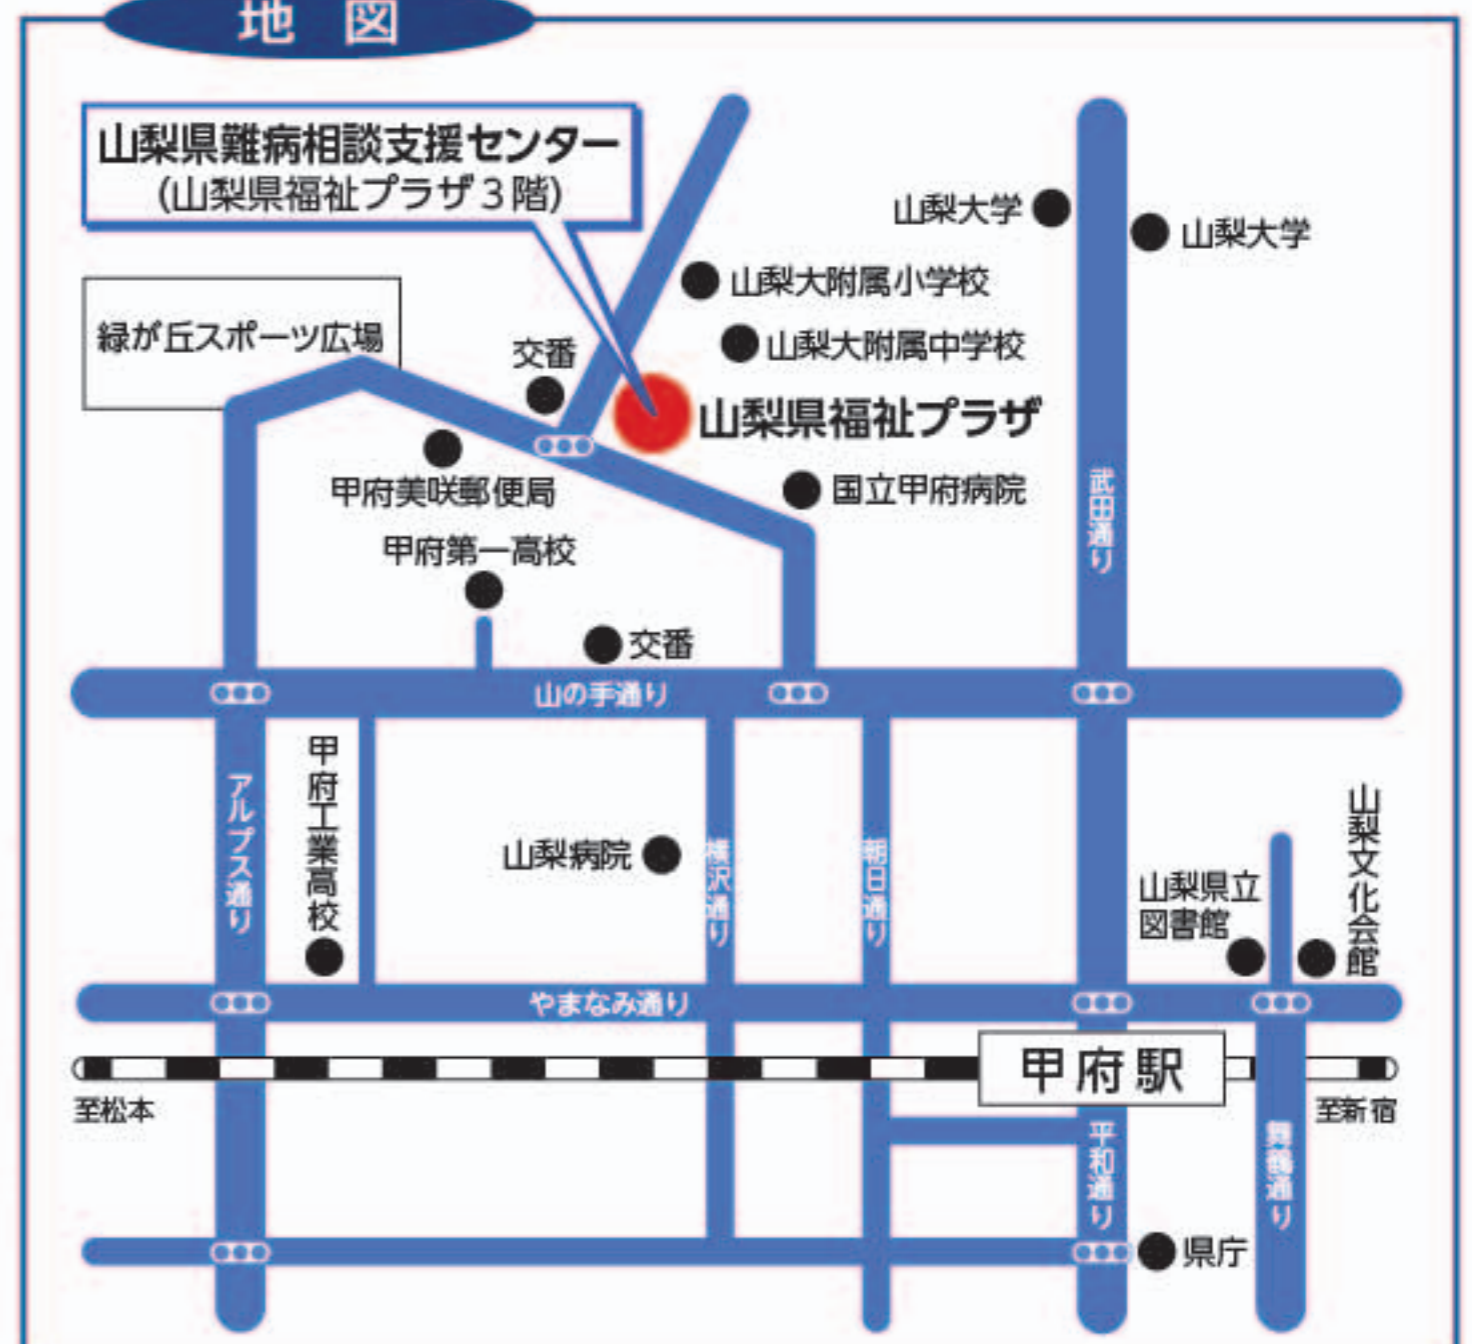 地 図
山梨県難病相談支援センター
(山梨県福祉プラザ3階)
山梨大学
山梨大学
山梨大附属小学校
緑が丘スポーツ広場
交番
山梨大附属中学校
山梨県福祉プラザ
甲府美咲郵便局
国立甲府病院
武田通り
甲府第一高校
交番
山の手通り
アルプス通り
甲府工業高校
山梨病院
横沢通り
朝日通り
山梨県立
図書館
山梨文化会館
やまなみ通り
甲府駅
至松本
至新宿
平和通り
舞鶴通り
県庁